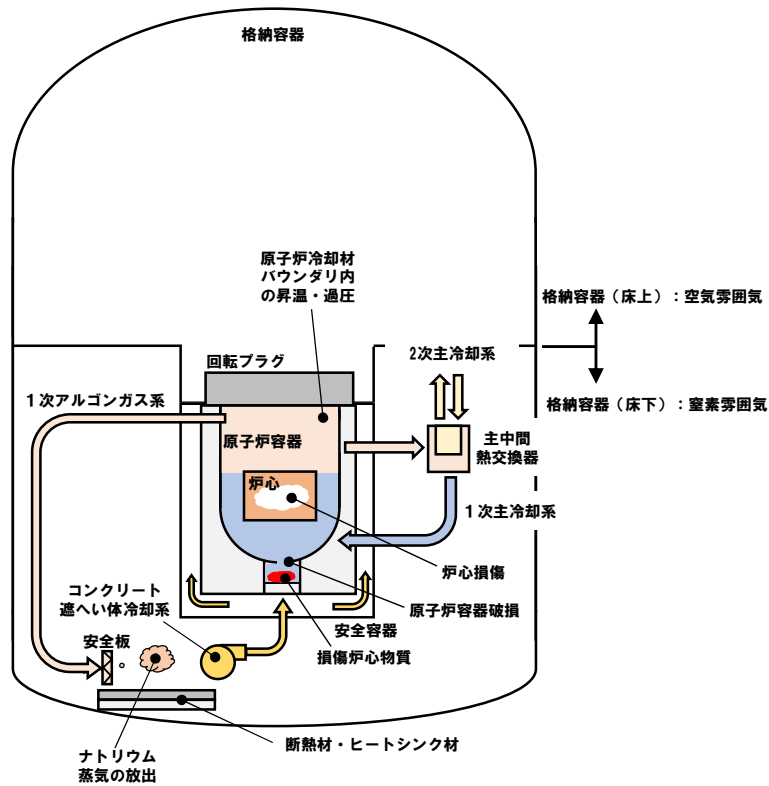 格納容器
原子炉冷却材
バウンダリ内
の昇温・過圧
格納容器（床上）：空気雰囲気
2次主冷却系
回転プラグ
１次アルゴンガス系
格納容器（床下）：窒素雰囲気
原子炉容器
主中間
熱交換器
炉心
１次主冷却系
炉心損傷
コンクリート
遮へい体冷却系
原子炉容器破損
安全容器
安全板
損傷炉心物質
断熱材・ヒートシンク材
ナトリウム
蒸気の放出